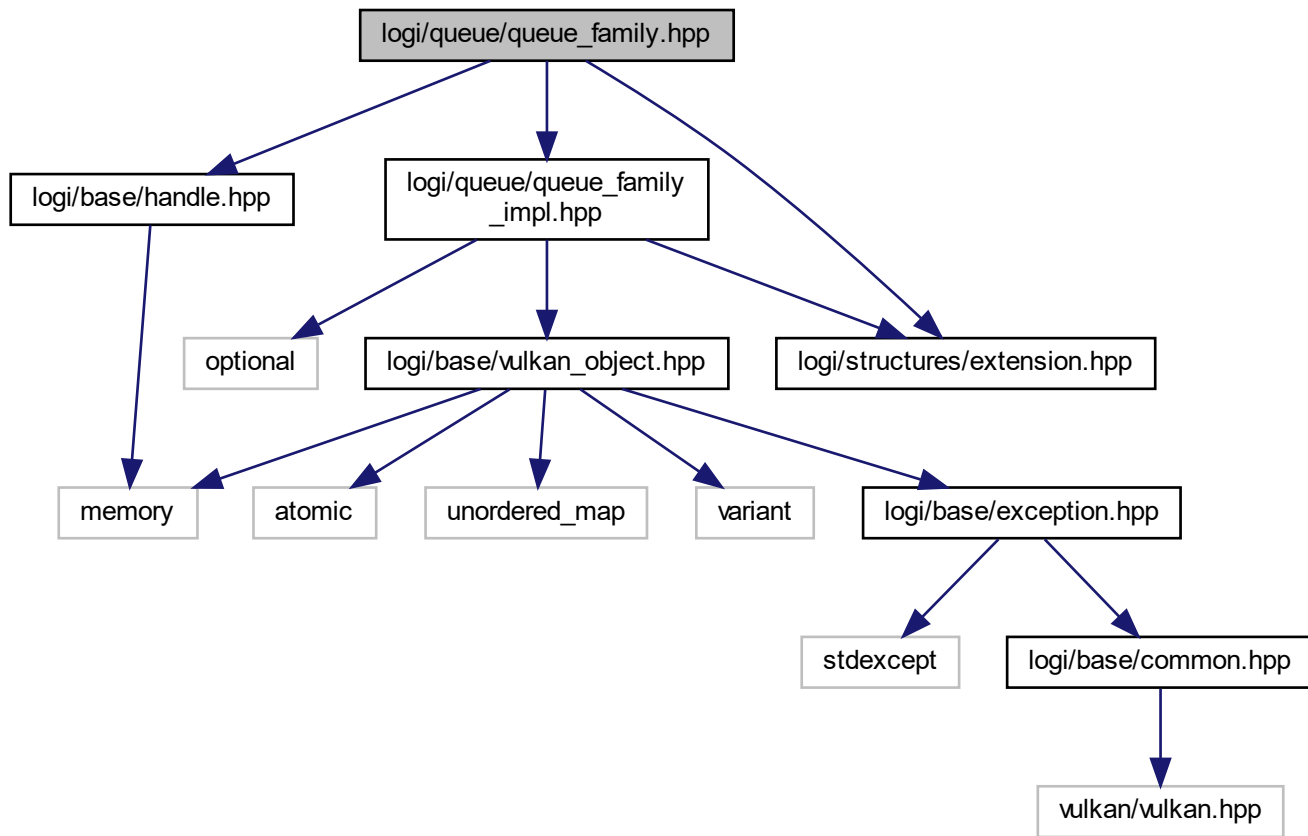 logi/queue/queue_family.hpp
logi/base/handle.hpp
logi/queue/queue_family
_impl.hpp
optional
logi/base/vulkan_object.hpp
logi/structures/extension.hpp
memory
atomic
unordered_map
variant
logi/base/exception.hpp
stdexcept
logi/base/common.hpp
vulkan/vulkan.hpp